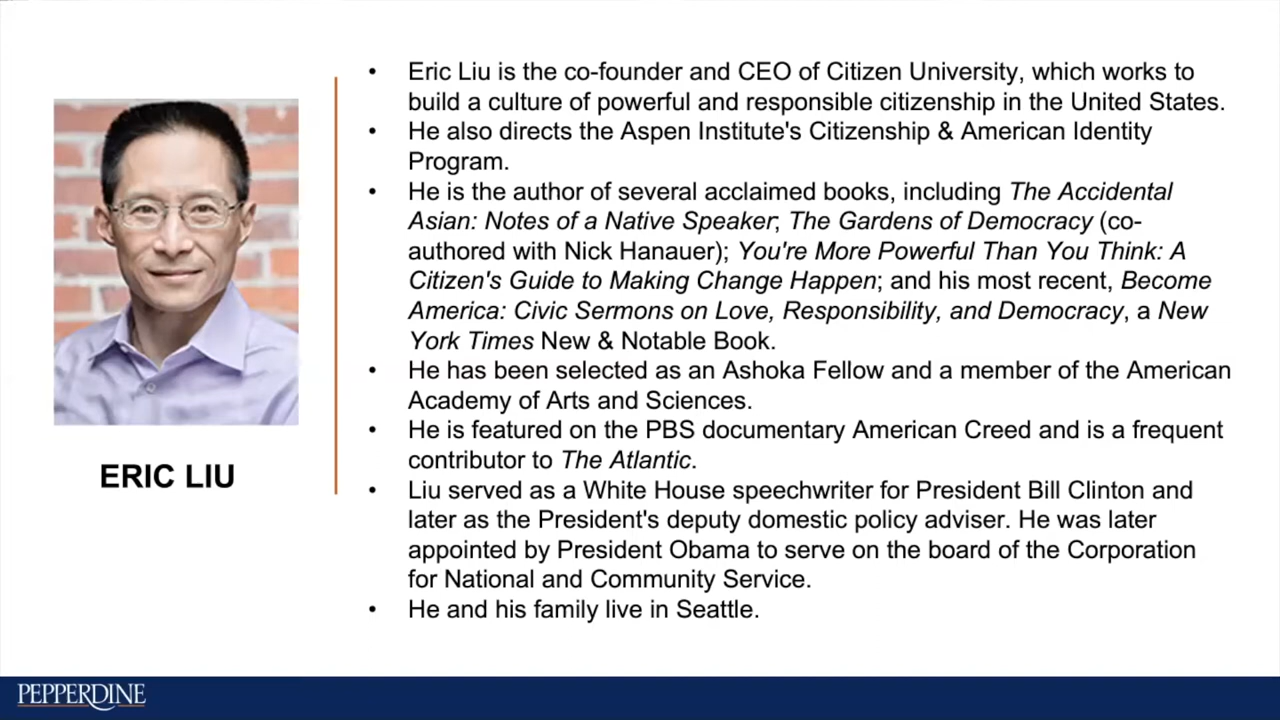 • Eric Liu is the co-founder and CEO of Citizen University, which works to
build a culture of powerful and responsible citizenship in the United States.
• He also directs the Aspen Institute's Citizenship & American Identity
Program.
• He is the author of several acclaimed books, including The Accidental
Asian: Notes of a Native Speaker; The Gardens of Democracy (co-
authored with Nick Hanauer); You're More Powerful Than You Think: A
Citizen's Guide to Making Change Happen; and his most recent, Become
America: Civic Sermons on Love, Responsibility, and Democracy, a New
York Times New & Notable Book.
• He has been selected as an Ashoka Fellow and a member of the American
Academy of Arts and Sciences.
• He is featured on the PBS documentary American Creed and is a frequent
contributor to The Atlantic.
• Liu served as a White House speechwriter for President Bill Clinton and
later as the President's deputy domestic policy adviser. He was later
appointed by President Obama to serve on the board of the Corporation
for National and Community Service.
• He and his family live in Seattle.
ERIC LIU
PEPPERDINE